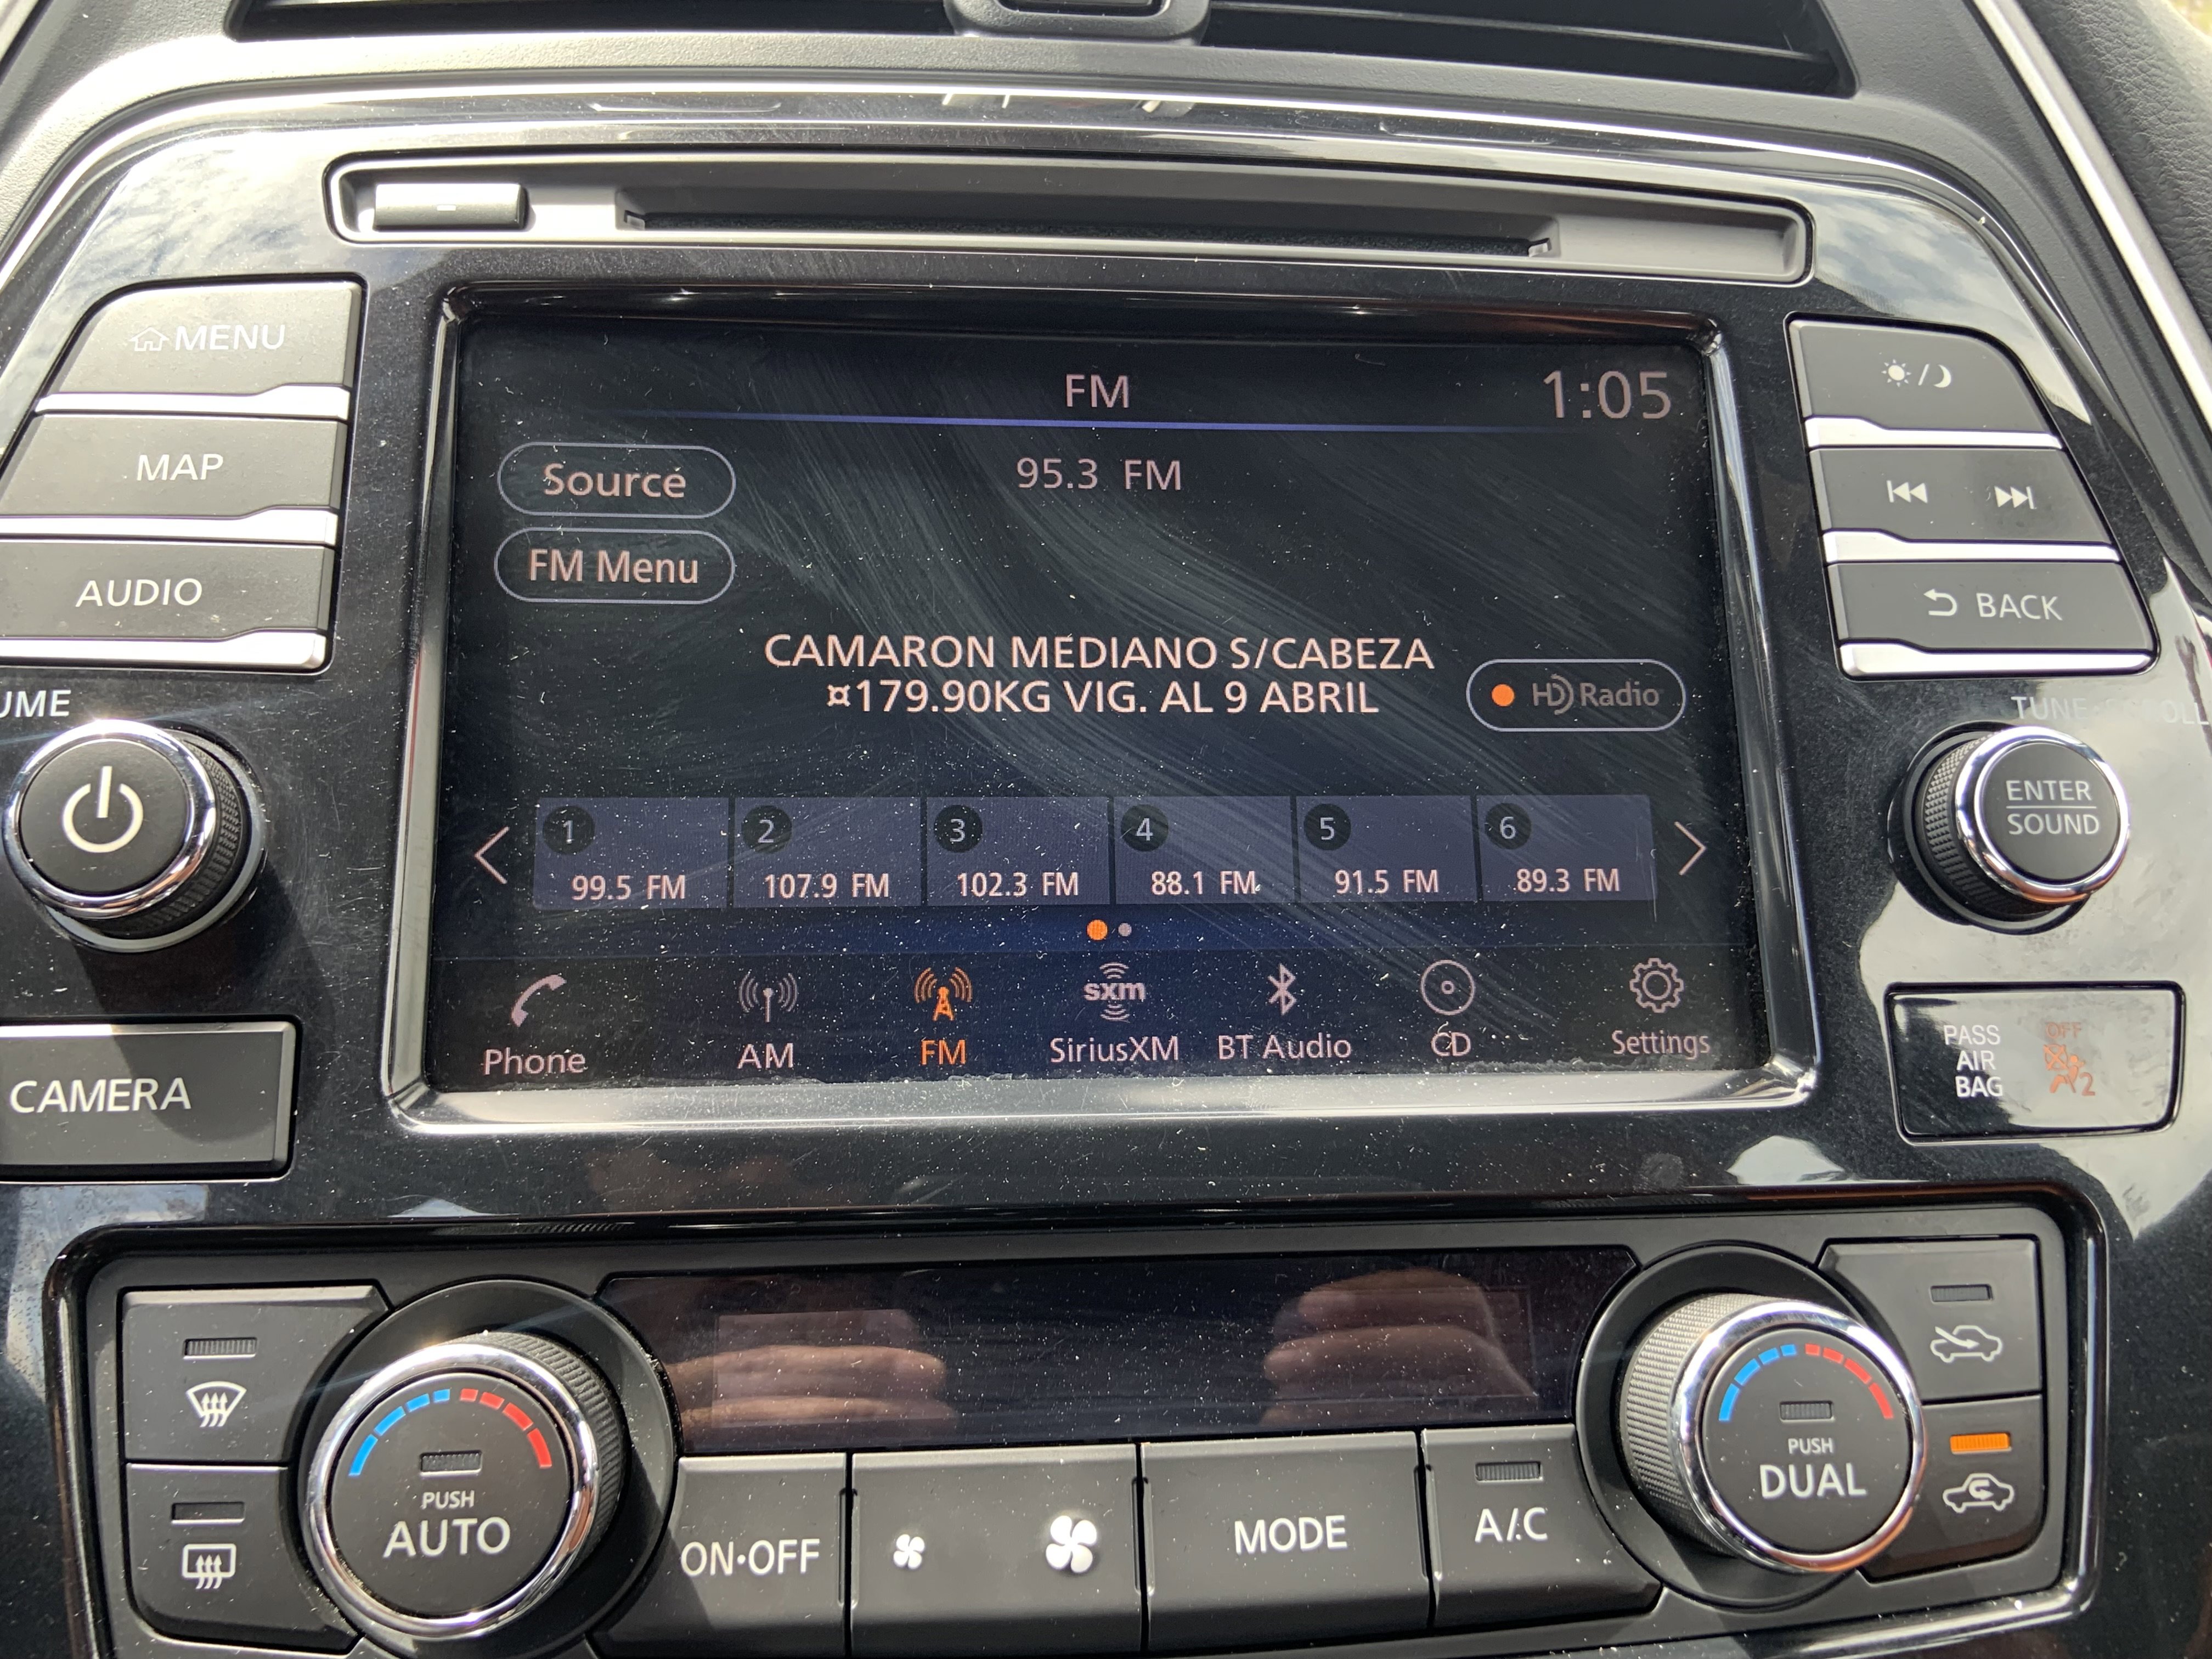 MENU
MAP
AUDIO
UME
CAMERA
FM
1:05
95.3 FM
Source
FM Menu
CAMARON MEDIANO S/CABEZA
¤179.90KG VIG. AL 9 ABRIL
HD Radio
1
99.5 FM
2
107.9 FM
3
102.3 FM
4
88.1 FM
5
91.5 FM
6
89.3 FM
Phone
AM
FM
sxm
SiriusXM
BT Audio
CD
Settings
BACK
TUNE
ENTER
SOUND
PASS
AIR
BAG
OFF
2
PUSH
AUTO
ON•OFF
MODE
A/C
PUSH
DUAL